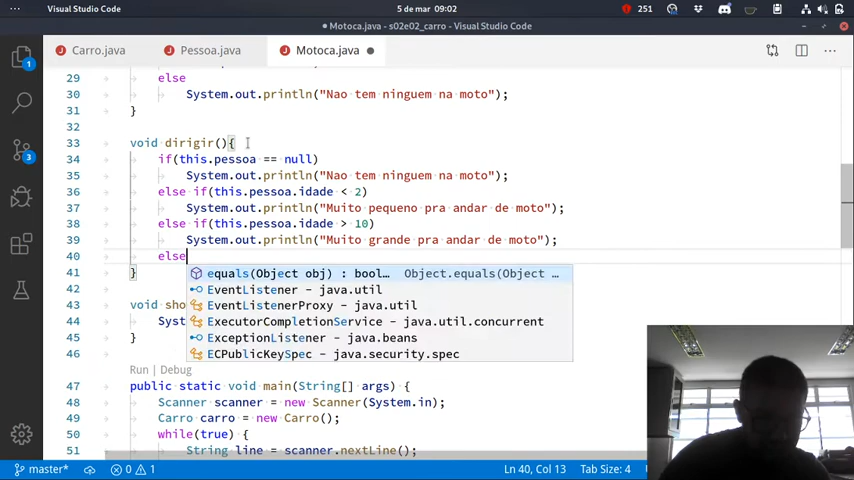 Visual Studio Code
5 de mar 09:02
251
Motoca.java - s02e02_carro - Visual Studio Code
Carro.java
Pessoa.java
Motoca.java
29 else
30 System.out.println("Nao tem ninguem na moto");
31 }
32
33 void dirigir(){
34 if(this.pessoa == null)
35 System.out.println("Nao tem ninguem na moto");
36 else if(this.pessoa.idade < 2)
37 System.out.println("Muito pequeno pra andar de moto");
38 else if(this.pessoa.idade > 10)
39 System.out.println("Muito grande pra andar de moto");
40 else
equals(Object obj) : bool… Object.equals(Object …
41 }
EventListener - java.util
42
EventListenerProxy - java.util
43 void sho
44 Syst
ExecutorCompletionService - java.util.concurrent
45 }
ExceptionListener - java.beans
46
ECPublicKeySpec - java.security.spec
Run | Debug
47 public static void main(String[] args) {
48 Scanner scanner = new Scanner(System.in);
49 Carro carro = new Carro();
50 while(true) {
51 String line = scanner.nextLine();
1
3
master*
0
1
Ln 40, Col 13
Tab Size: 4